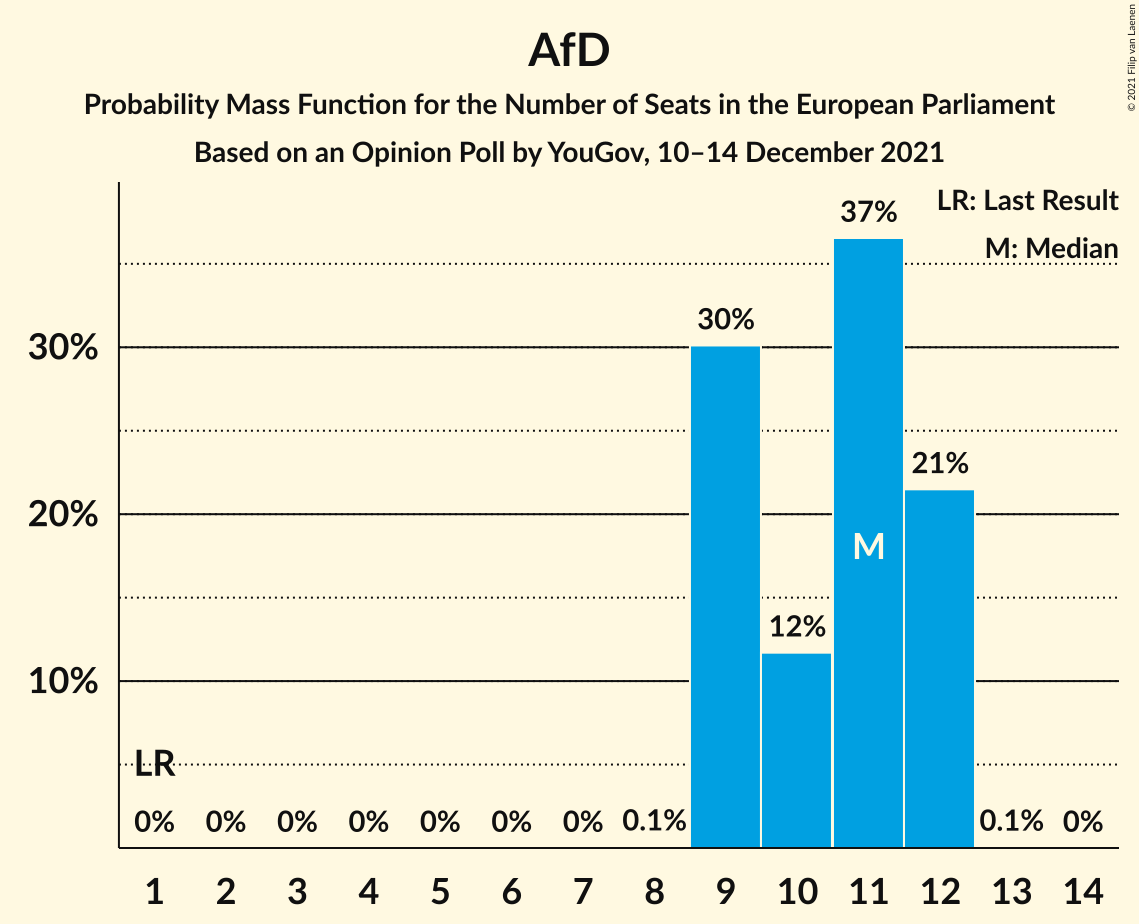 AfD
Probability Mass Function for the Number of Seats in the European Parliament
Based on an Opinion Poll by YouGov, 10–14 December 2021
© 2021 Filip van Laenen
LR: Last Result
M: Median
37%
30%
30%
21%
20%
M
12%
10%
LR
0% 0% 0% 0% 0% 0% 0% 0.1% 0.1% 0%
1 2 3 4 5 6 7 8 9 10 11 12 13 14